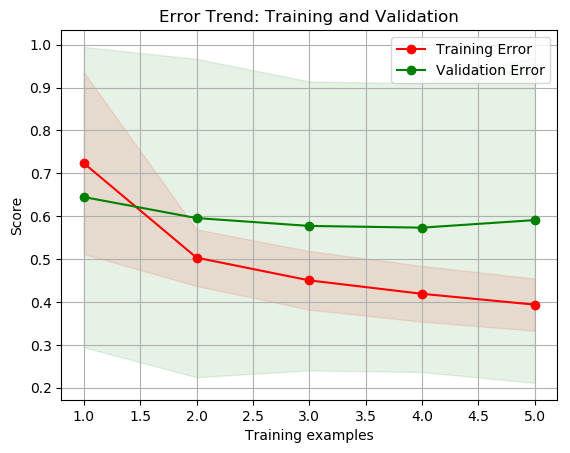 Error Trend: Training and Validation
Training Error
Validation Error
Score
1.0
0.9
0.8
0.7
0.6
0.5
0.4
0.3
0.2
1.0 1.5 2.0 2.5 3.0 3.5 4.0 4.5 5.0
Training examples